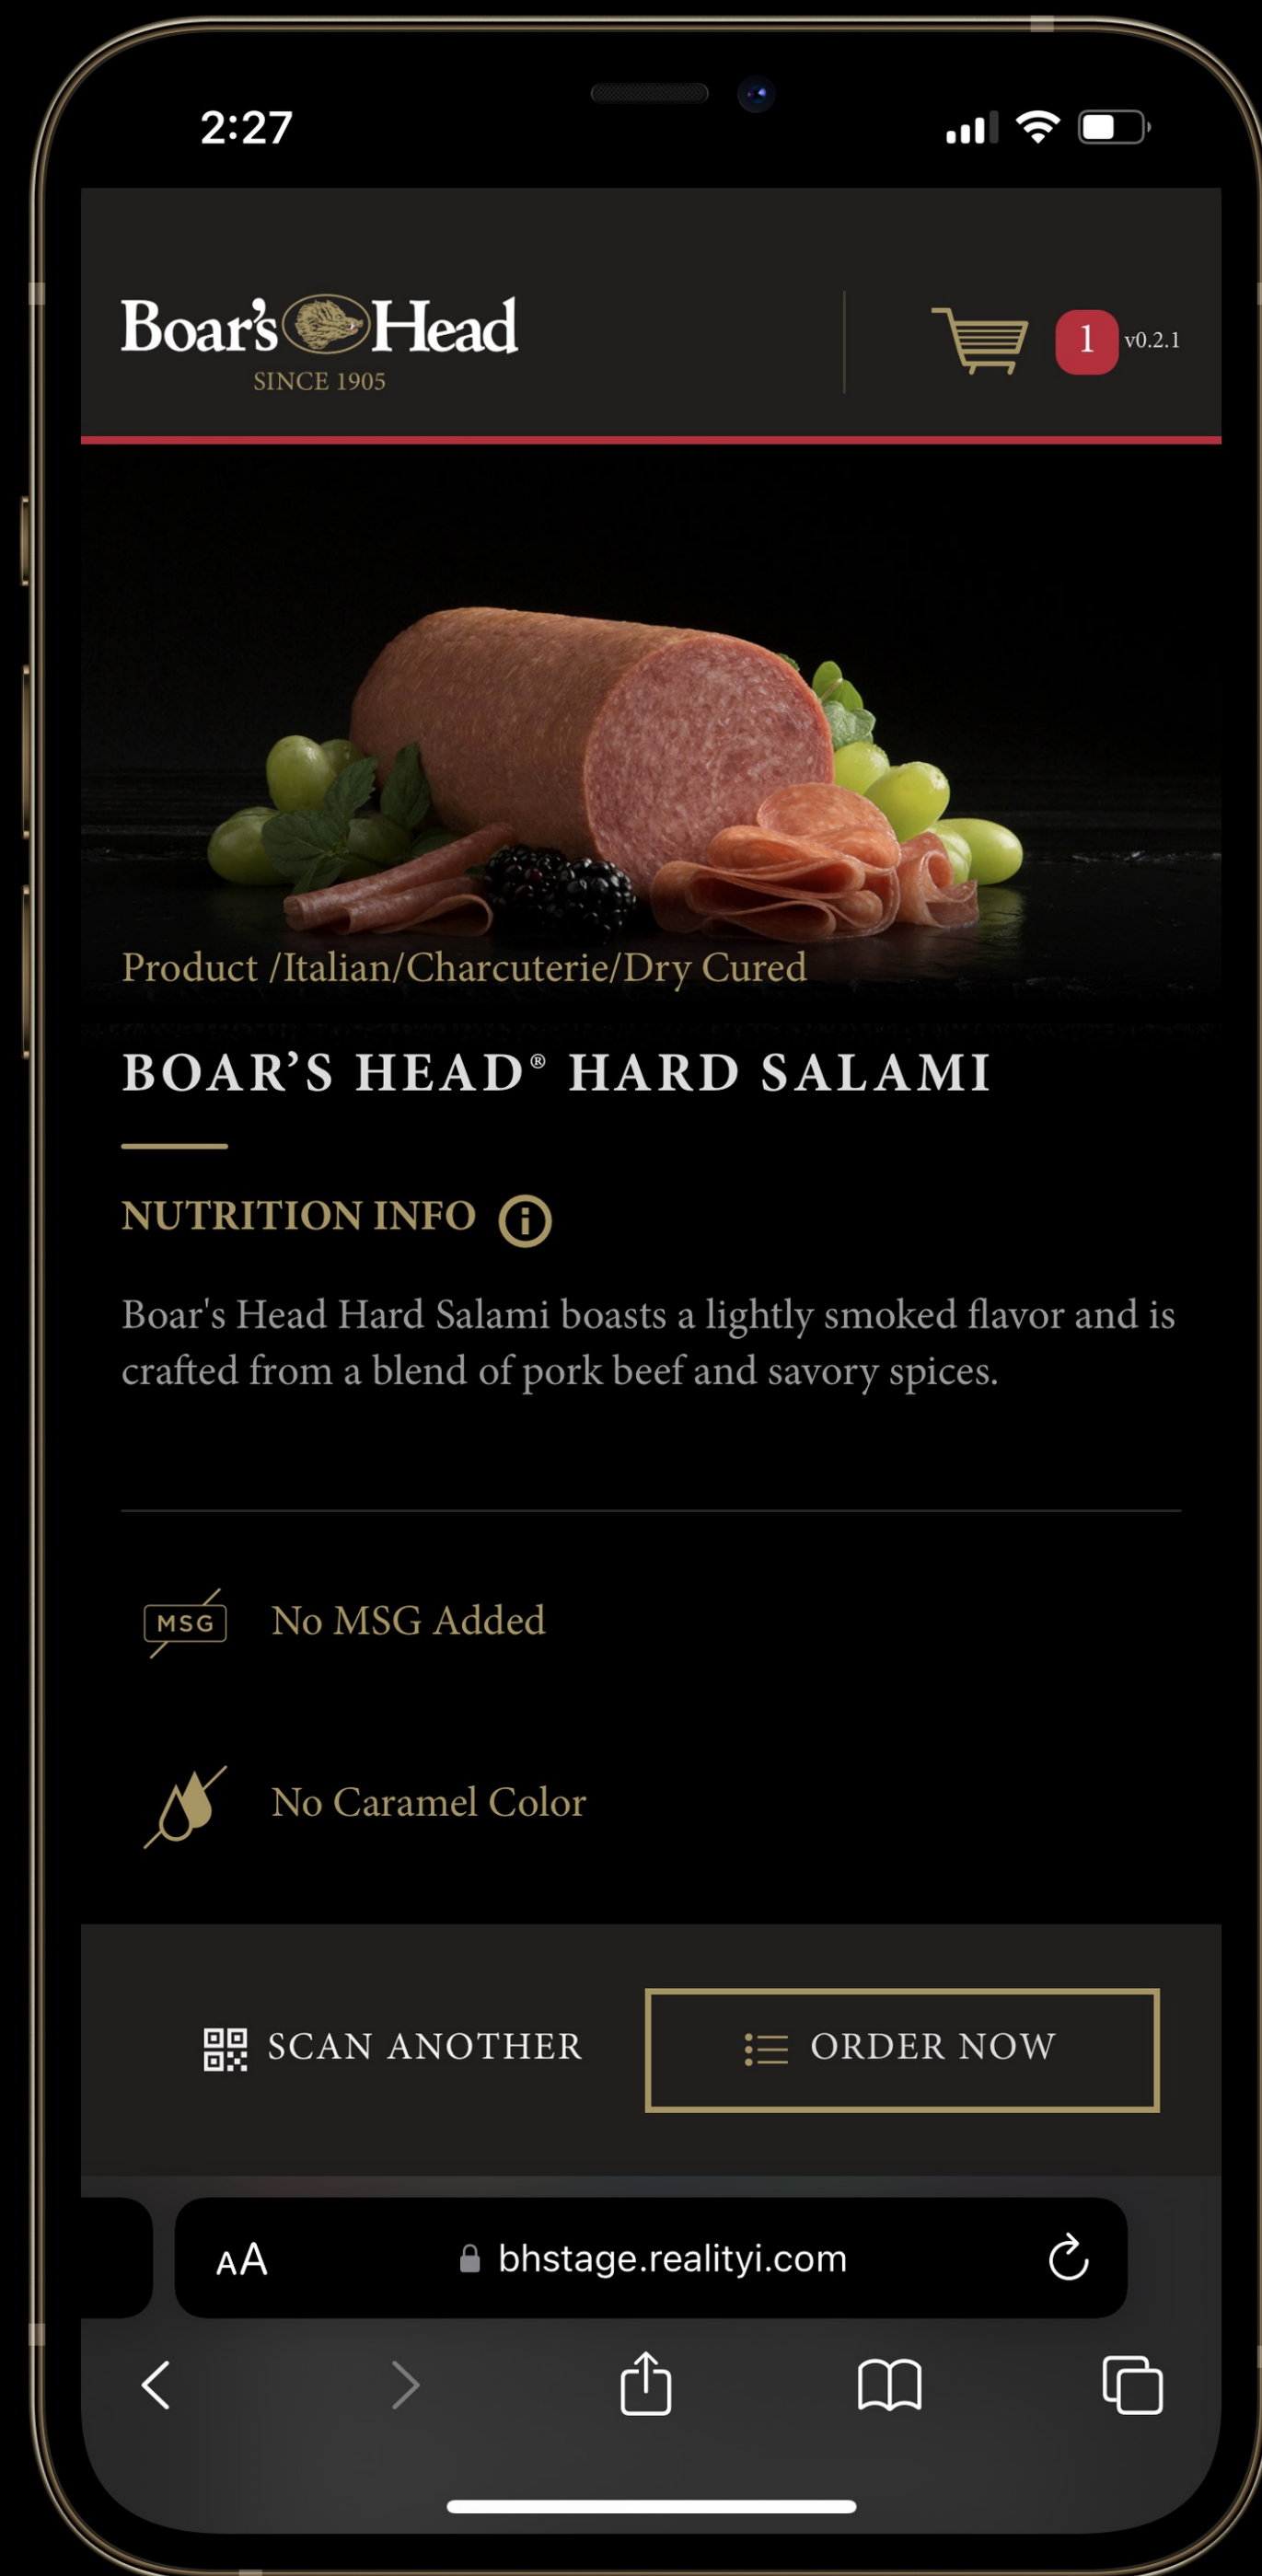 2:27
Boar's Head
SINCE 1905
1 v0.2.1
Product /Italian/Charcuterie/Dry Cured
BOAR’S HEAD® HARD SALAMI
NUTRITION INFO
Boar's Head Hard Salami boasts a lightly smoked flavor and is
crafted from a blend of pork beef and savory spices.
MSG No MSG Added
No Caramel Color
SCAN ANOTHER
ORDER NOW
AA bhstage.realityi.com